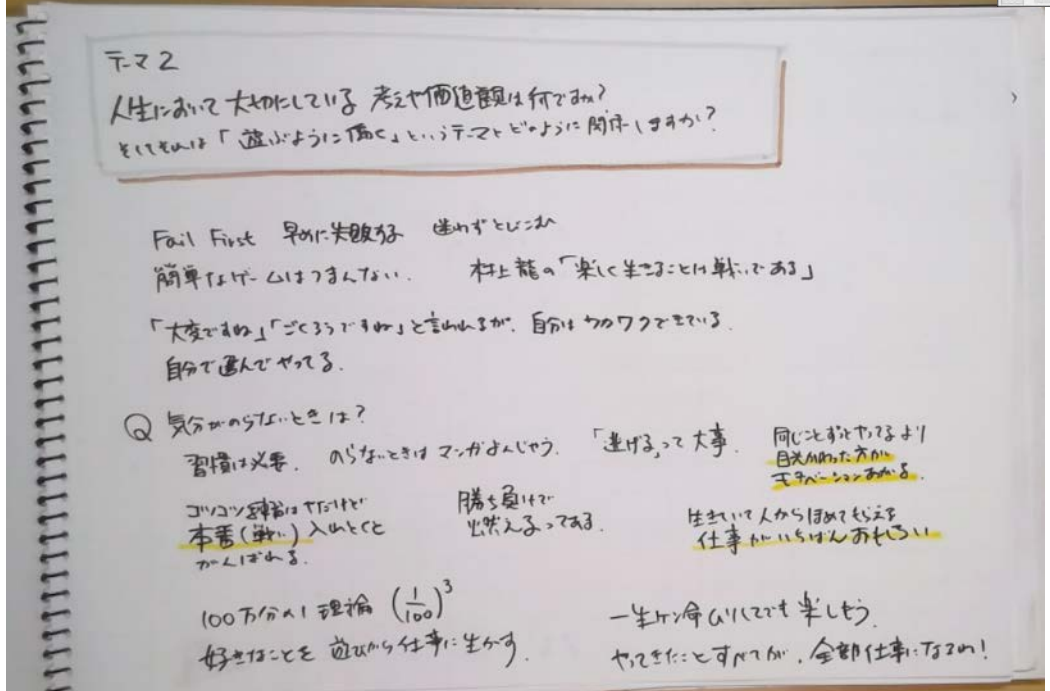 テーマ2
人生において大切にしている 考えや価値観は何ですか?
そしてそれは「遊ぶように働く」というテーマとどのように関係しますか?
Fail First 早めに失敗する 迷わずとびこむ
簡単なゲームはつまんない. 村上龍の「楽しく生きることは戦いである」
「大変ですね」「ごくろうですね」と言われるが、自分はワクワクできている.
自分で選んでやってる.
Q 気分がのらないときは?
習慣は必要. のらないときは マンガよんじゃう. 「逃げる」って大事.
同じことずっとやってるより
目先かわった方が
モチベーションあがる.
コツコツ練習はヤだけど
本番(戦い)入れとくと
がんばれる.
勝ち負けで
燃えるってある.
生きていて人からほめてもらえる
仕事がいちばんおもしろい
100万分の1 理論 (1/100)³
好きなことを 遊びから仕事に生かす.
一生ケン命ムリしてでも楽しもう.
やってきたことすべてが、全部仕事になるわ!